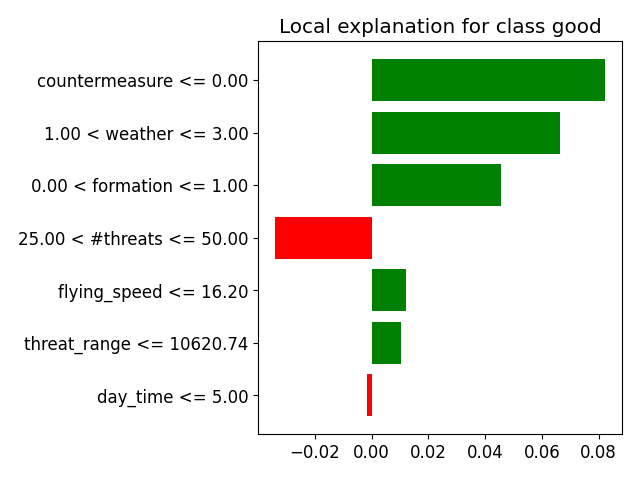 Local explanation for class good
countermeasure <= 0.00
1.00 < weather <= 3.00
0.00 < formation <= 1.00
25.00 < #threats <= 50.00
flying_speed <= 16.20
threat_range <= 10620.74
day_time <= 5.00
−0.02 0.00 0.02 0.04 0.06 0.08